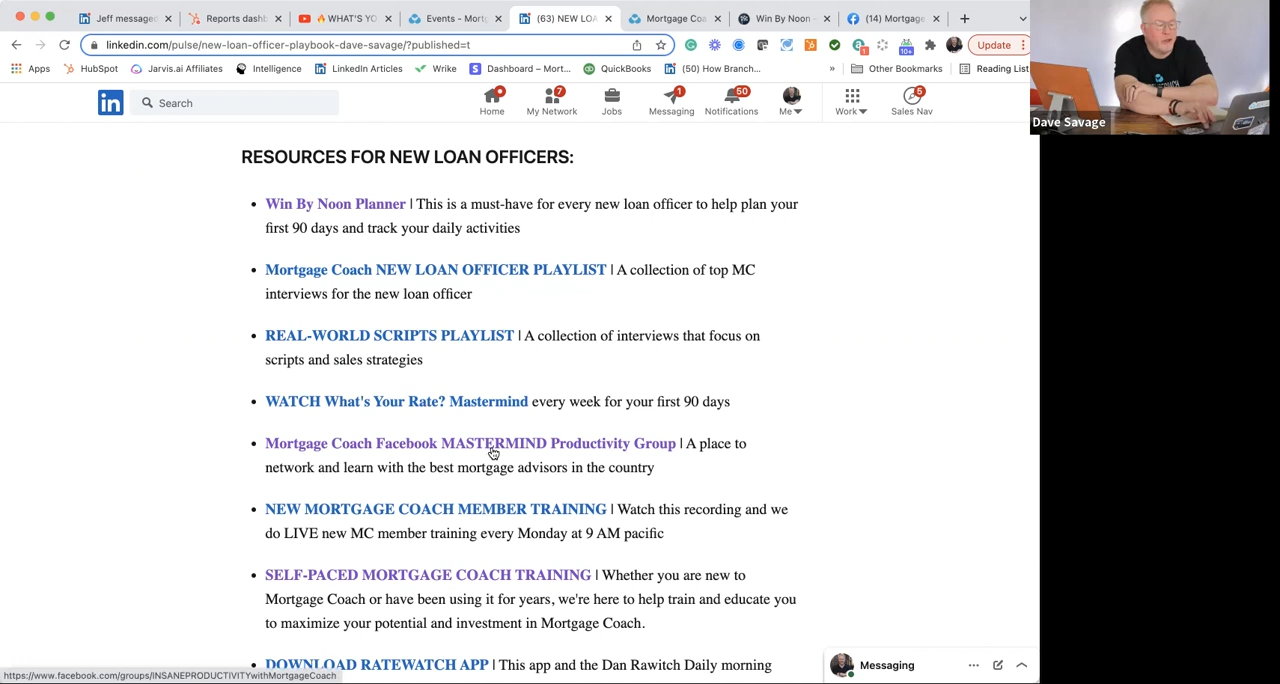 Jeff messaged
Reports dashb
🔥WHAT'S YO
Events - Mortg
(63) NEW LOA
Mortgage Coa
Win By Noon -
(14) Mortgage
linkedin.com/pulse/new-loan-officer-playbook-dave-savage/?published=t
1
10+
Update
Apps
HubSpot
Jarvis.ai Affiliates
Intelligence
LinkedIn Articles
Wrike
Dashboard – Mort...
QuickBooks
(50) How Branch...
»
Other Bookmarks
Reading List
in
Search
7
1
50
5
Home
My Network
Jobs
Messaging
Notifications
Me
Work
Sales Nav
Dave Savage
RESOURCES FOR NEW LOAN OFFICERS:
• Win By Noon Planner | This is a must-have for every new loan officer to help plan your
first 90 days and track your daily activities
• Mortgage Coach NEW LOAN OFFICER PLAYLIST | A collection of top MC
interviews for the new loan officer
• REAL-WORLD SCRIPTS PLAYLIST | A collection of interviews that focus on
scripts and sales strategies
• WATCH What's Your Rate? Mastermind every week for your first 90 days
• Mortgage Coach Facebook MASTERMIND Productivity Group | A place to
network and learn with the best mortgage advisors in the country
• NEW MORTGAGE COACH MEMBER TRAINING | Watch this recording and we
do LIVE new MC member training every Monday at 9 AM pacific
• SELF-PACED MORTGAGE COACH TRAINING | Whether you are new to
Mortgage Coach or have been using it for years, we're here to help train and educate you
to maximize your potential and investment in Mortgage Coach.
• DOWNLOAD RATEWATCH APP | This app and the Dan Rawitch Daily morning
Messaging
https://www.facebook.com/groups/INSANEPRODUCTIVITYwithMortgageCoach